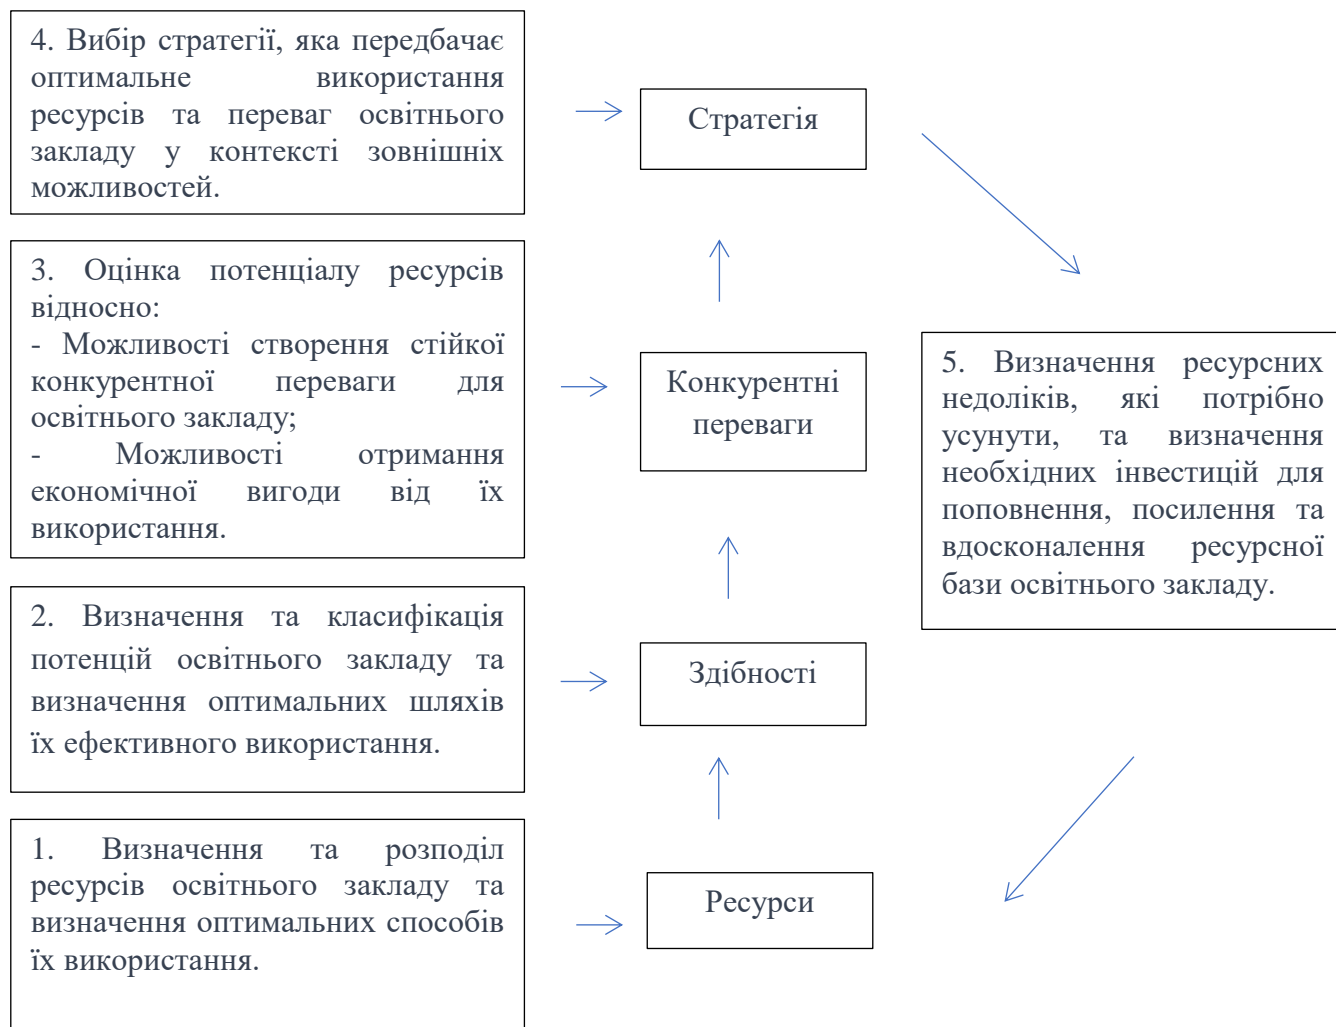 4. Вибір стратегії, яка передбачає
оптимальне використання
ресурсів та переваг освітнього
закладу у контексті зовнішніх
можливостей.
Стратегія
3. Оцінка потенціалу ресурсів
відносно:
- Можливості створення стійкої
конкурентної переваги для
освітнього закладу;
- Можливості отримання
економічної вигоди від їх
використання.
Конкурентні
переваги
5. Визначення ресурсних
недоліків, які потрібно
усунути, та визначення
необхідних інвестицій для
поповнення, посилення та
вдосконалення ресурсної
бази освітнього закладу.
2. Визначення та класифікація
потенцій освітнього закладу та
визначення оптимальних шляхів
їх ефективного використання.
Здібності
1. Визначення та розподіл
ресурсів освітнього закладу та
визначення оптимальних способів
їх використання.
Ресурси